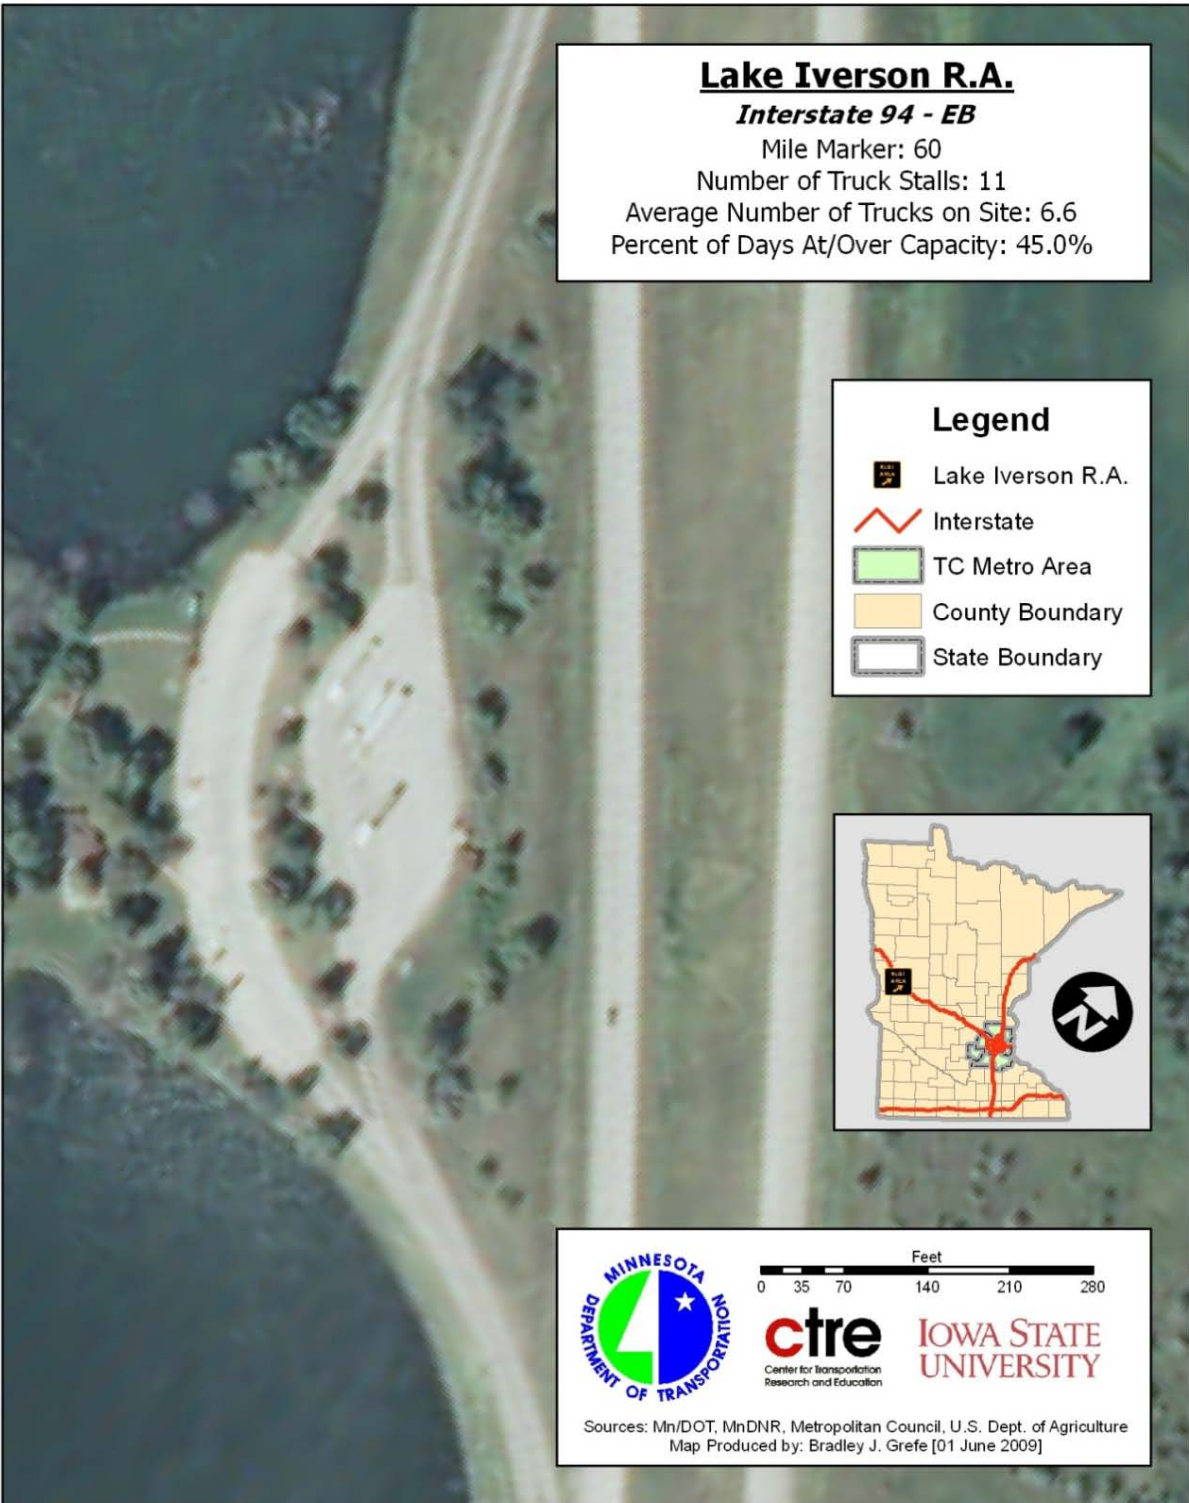 Lake Iverson R.A.
Interstate 94 - EB
Mile Marker: 60
Number of Truck Stalls: 11
Average Number of Trucks on Site: 6.6
Percent of Days At/Over Capacity: 45.0%
Legend
Lake Iverson R.A.
Interstate
TC Metro Area
County Boundary
State Boundary
N
MINNESOTA
DEPARTMENT OF TRANSPORTATION
Feet
0 35 70 140 210 280
ctre
Center for Transportation
Research and Education
IOWA STATE
UNIVERSITY
Sources: Mn/DOT, MnDNR, Metropolitan Council, U.S. Dept. of Agriculture
Map Produced by: Bradley J. Grefe [01 June 2009]